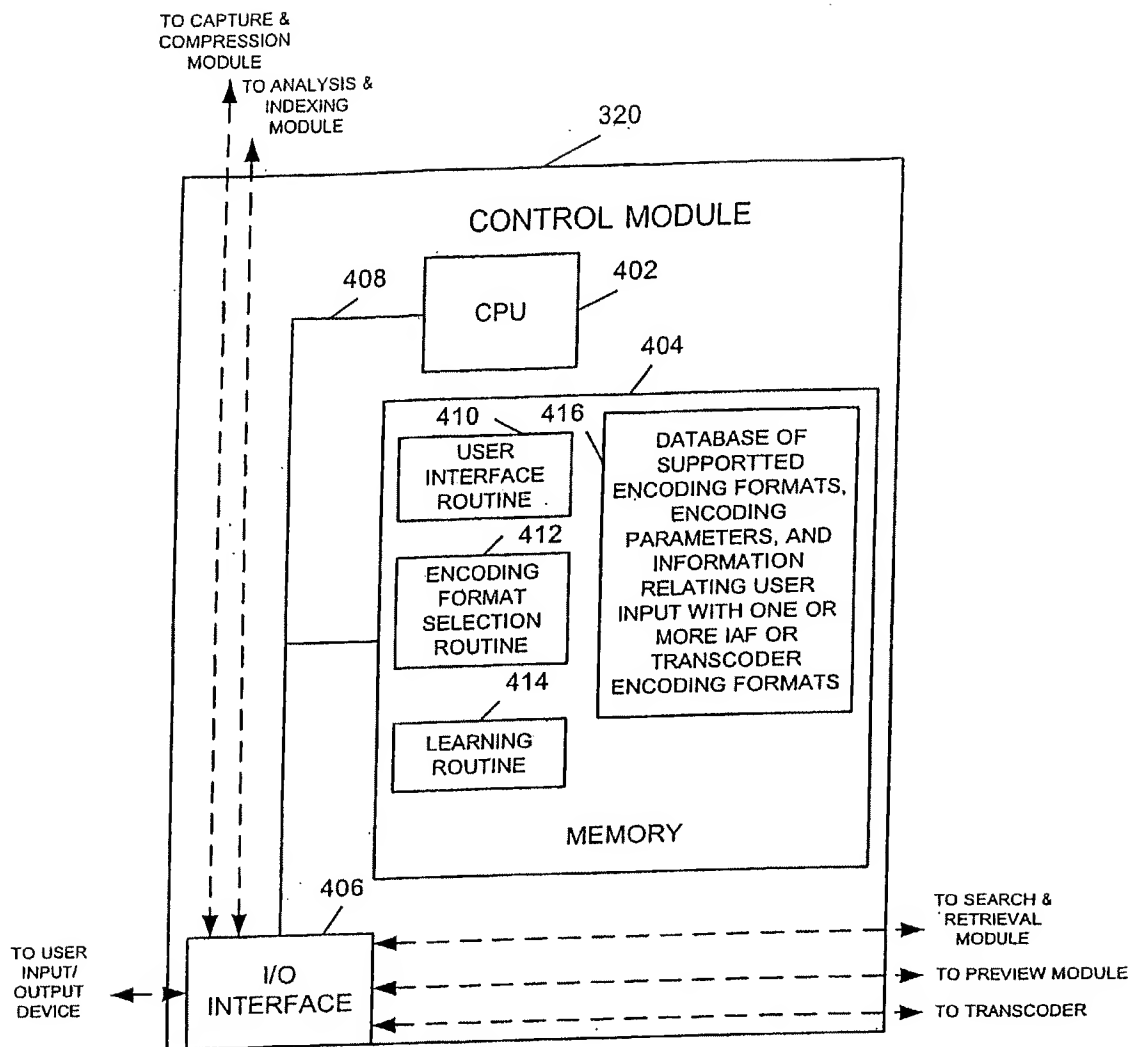 TO CAPTURE &
COMPRESSION
MODULE
TO ANALYSIS &
INDEXING
MODULE
320
CONTROL MODULE
408
CPU
402
404
410
416
USER
INTERFACE
ROUTINE
DATABASE OF
SUPPORTTED
ENCODING FORMATS,
ENCODING
PARAMETERS, AND
INFORMATION
RELATING USER
INPUT WITH ONE OR
MORE IAF OR
TRANSCODER
ENCODING FORMATS
412
ENCODING
FORMAT
SELECTION
ROUTINE
414
LEARNING
ROUTINE
MEMORY
406
TO SEARCH &
RETRIEVAL
MODULE
TO USER
INPUT/
OUTPUT
DEVICE
I/O
INTERFACE
TO PREVIEW MODULE
TO TRANSCODER